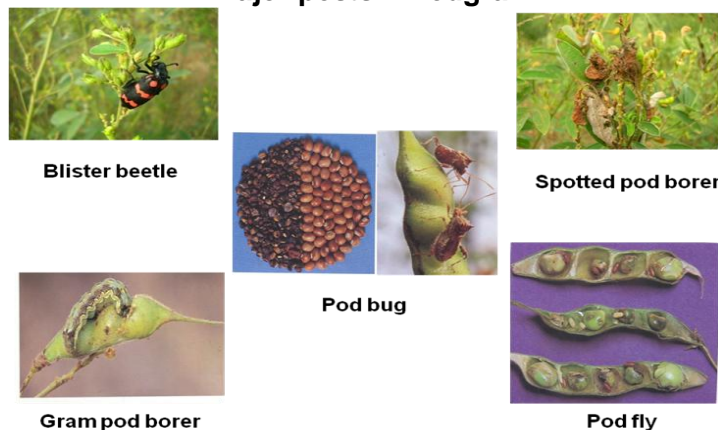 Blister beetle
Spotted pod borer
Pod bug
Gram pod borer
Pod fly